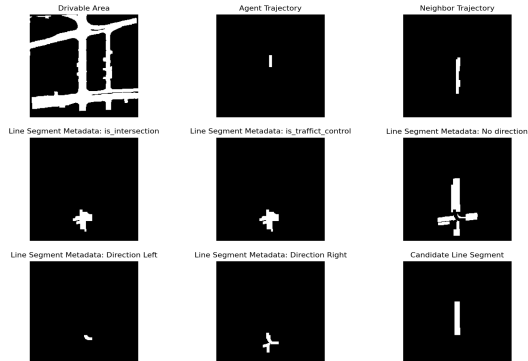 Drivable Area
Agent Trajectory
Neighbor Trajectory
Line Segment Metadata: is_intersection
Line Segment Metadata: is_traffict_control
Line Segment Metadata: No direction
Line Segment Metadata: Direction Left
Line Segment Metadata: Direction Right
Candidate Line Segment